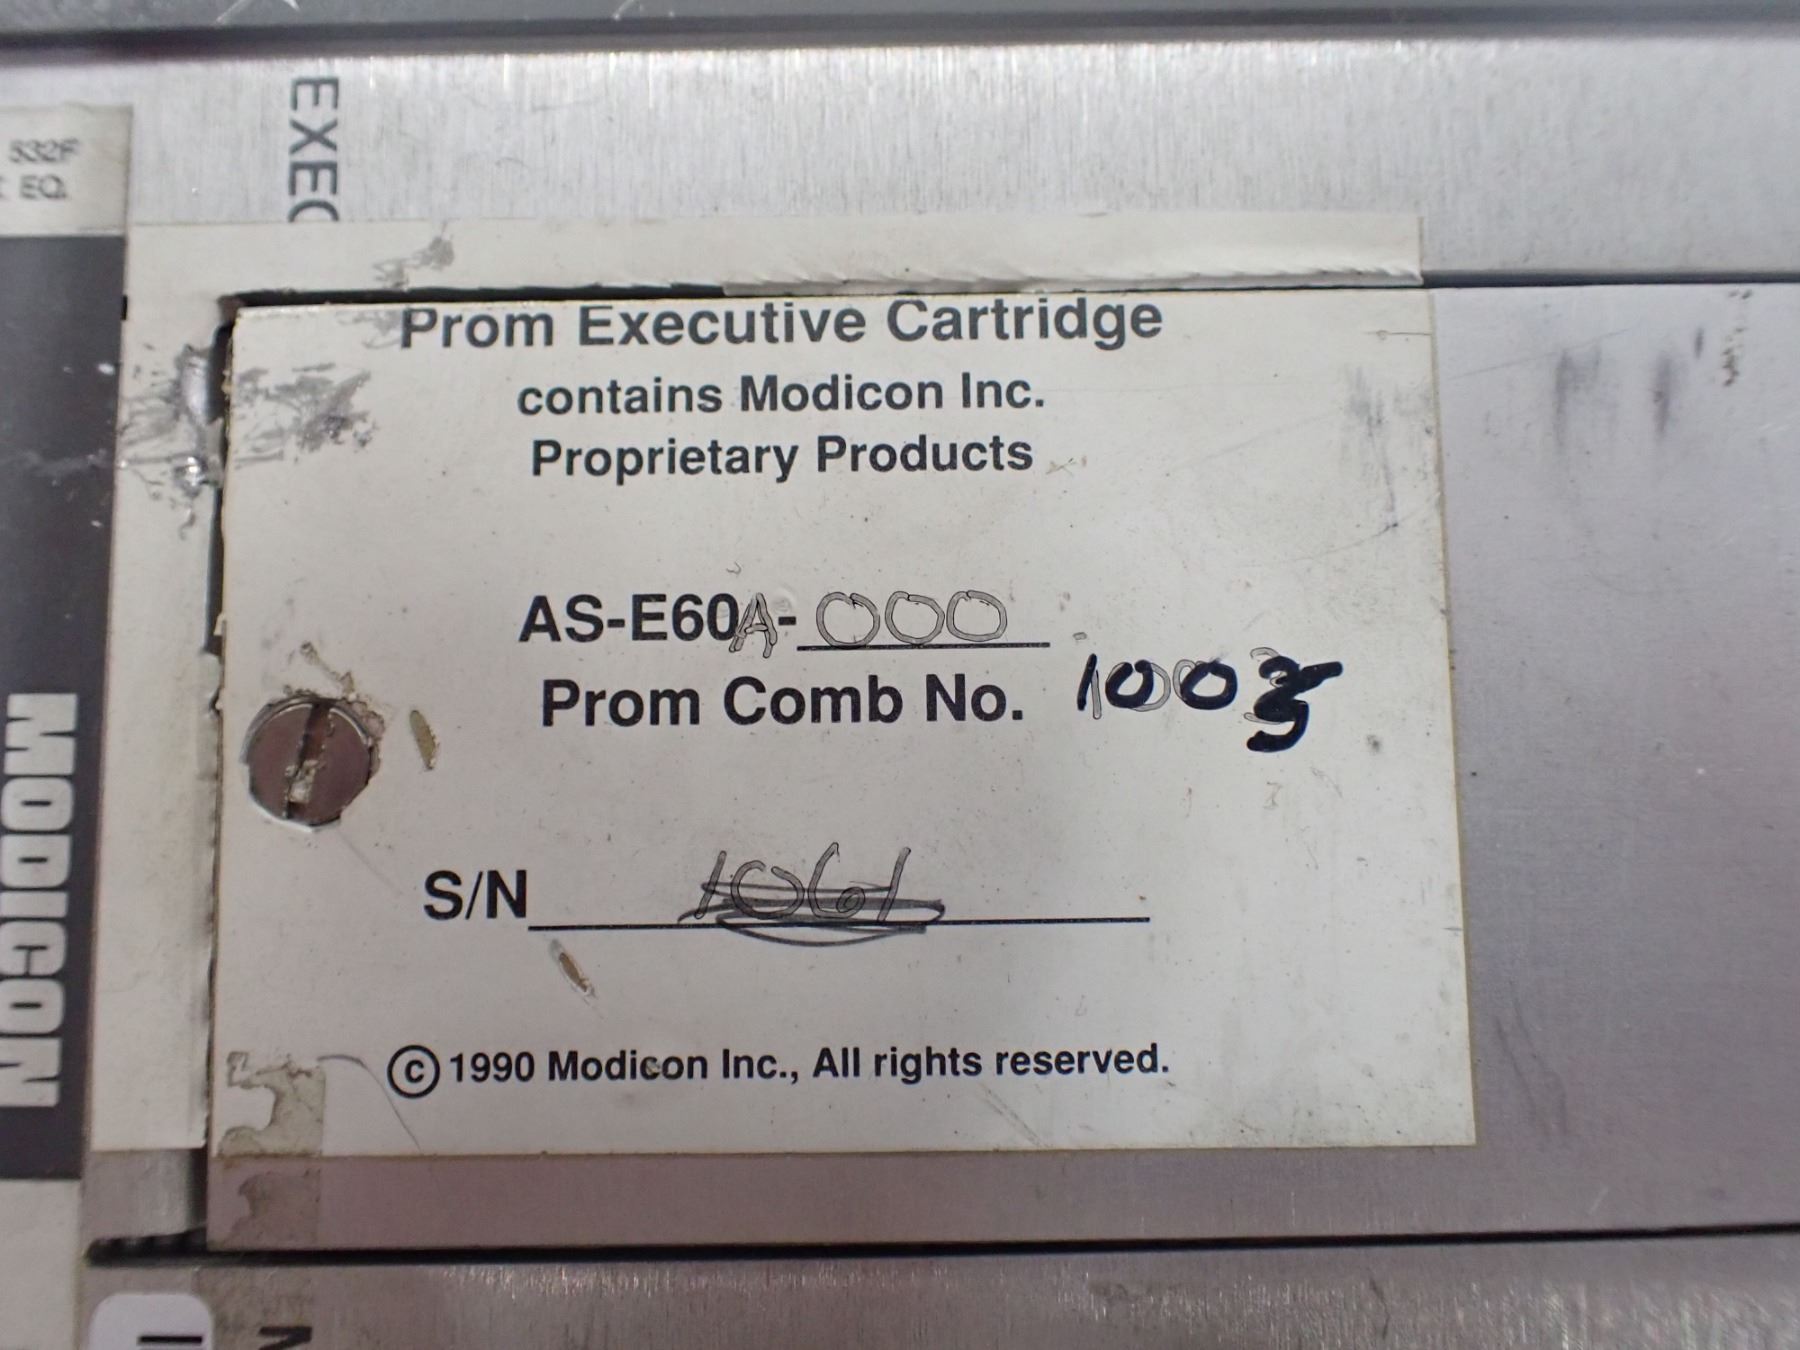 EXEC
532F
EQ.
MODICON
Prom Executive Cartridge
contains Modicon Inc.
Proprietary Products
AS-E60A-000
Prom Comb No. 1005
S/N 1061
© 1990 Modicon Inc., All rights reserved.